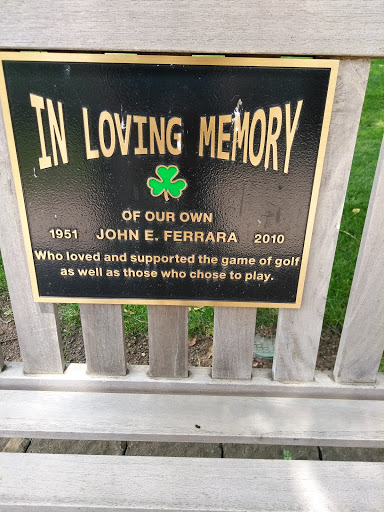 IN LOVING MEMORY
OF OUR OWN
1951 JOHN E. FERRARA 2010
Who loved and supported the game of golf
as well as those who chose to play.